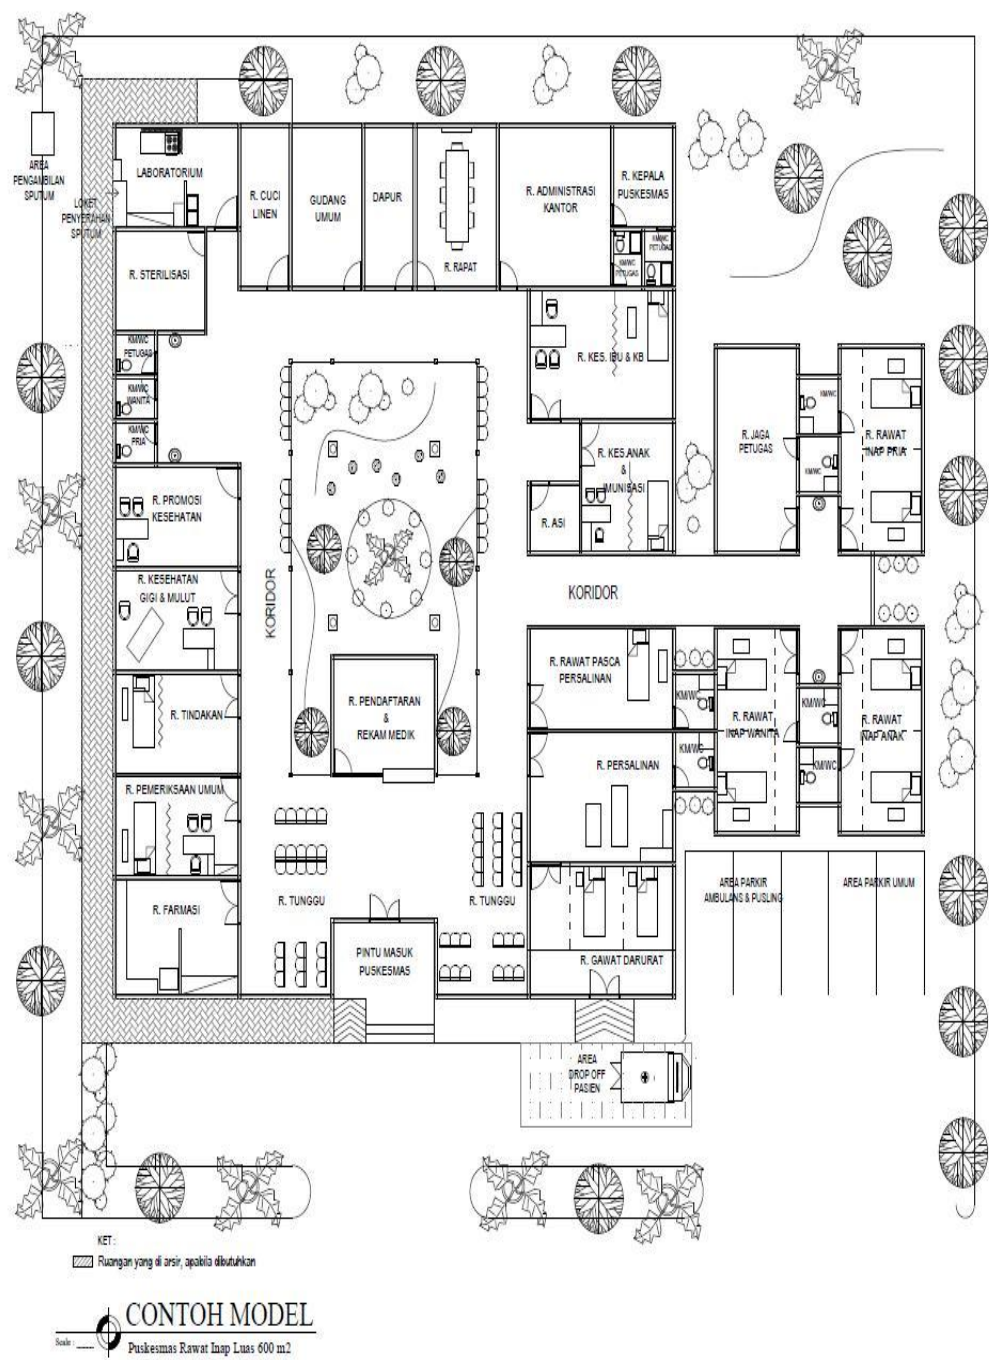 AREA
PENGAMBILAN
SPUTUM
LOKET
PENYERAHAN
SPUTUM
LABORATORIUM
R. CUCI
LINEN
GUDANG
UMUM
DAPUR
R. RAPAT
R. ADMINISTRASI
KANTOR
R. KEPALA
PUSKESMAS
KM/WC
PETUGAS
KM/WC
PETUGAS
R. STERILISASI
KM/WC
PETUGAS
KM/WC
WANITA
KM/WC
PRIA
R. KES. IBU & KB
R. KES.ANAK
&
IMUNISASI
R. ASI
R. JAGA
PETUGAS
KM/WC
KM/WC
R. RAWAT
INAP PRIA
R. PROMOSI
KESEHATAN
R. KESEHATAN
GIGI & MULUT
KORIDOR
KORIDOR
R. TINDAKAN
R. PENDAFTARAN
&
REKAM MEDIK
R. RAWAT PASCA
PERSALINAN
KM/WC
R. RAWAT
INAP WANITA
KM/WC
R. RAWAT
INAP ANAK
R. PERSALINAN
KM/WC
KM/WC
R. PEMERIKSAAN UMUM
R. FARMASI
R. TUNGGU
R. TUNGGU
PINTU MASUK
PUSKESMAS
R. GAWAT DARURAT
AREA PARKIR
AMBULANS & PUSLING
AREA PARKIR UMUM
AREA
DROP OFF
PASIEN
KET :
Ruangan yang di arsir, apabila dibutuhkan
CONTOH MODEL
Scale :
Puskesmas Rawat Inap Luas 600 m2